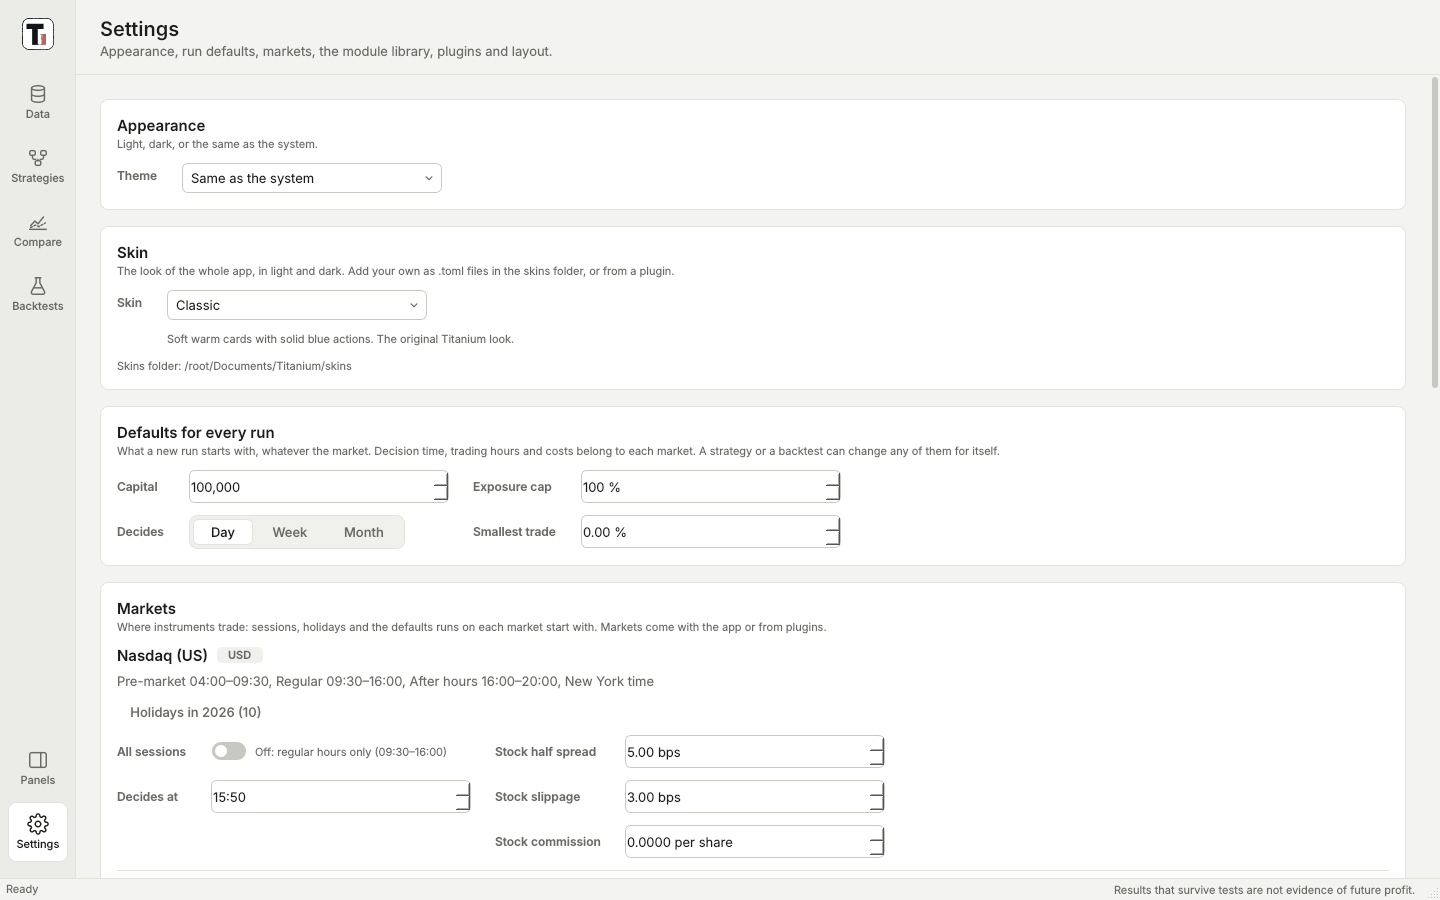 Ti
Settings
Appearance, run defaults, markets, the module library, plugins and layout.
Data
Strategies
Compare
Backtests
Panels
Settings
Appearance
Light, dark, or the same as the system.
Theme Same as the system
Skin
The look of the whole app, in light and dark. Add your own as .toml files in the skins folder, or from a plugin.
Skin Classic
Soft warm cards with solid blue actions. The original Titanium look.
Skins folder: /root/Documents/Titanium/skins
Defaults for every run
What a new run starts with, whatever the market. Decision time, trading hours and costs belong to each market. A strategy or a backtest can change any of them for itself.
Capital 100,000 Exposure cap 100 %
Decides Day Week Month Smallest trade 0.00 %
Markets
Where instruments trade: sessions, holidays and the defaults runs on each market start with. Markets come with the app or from plugins.
Nasdaq (US) USD
Pre-market 04:00–09:30, Regular 09:30–16:00, After hours 16:00–20:00, New York time
Holidays in 2026 (10)
All sessions Off: regular hours only (09:30–16:00) Stock half spread 5.00 bps
Decides at 15:50 Stock slippage 3.00 bps
Stock commission 0.0000 per share
Ready Results that survive tests are not evidence of future profit.